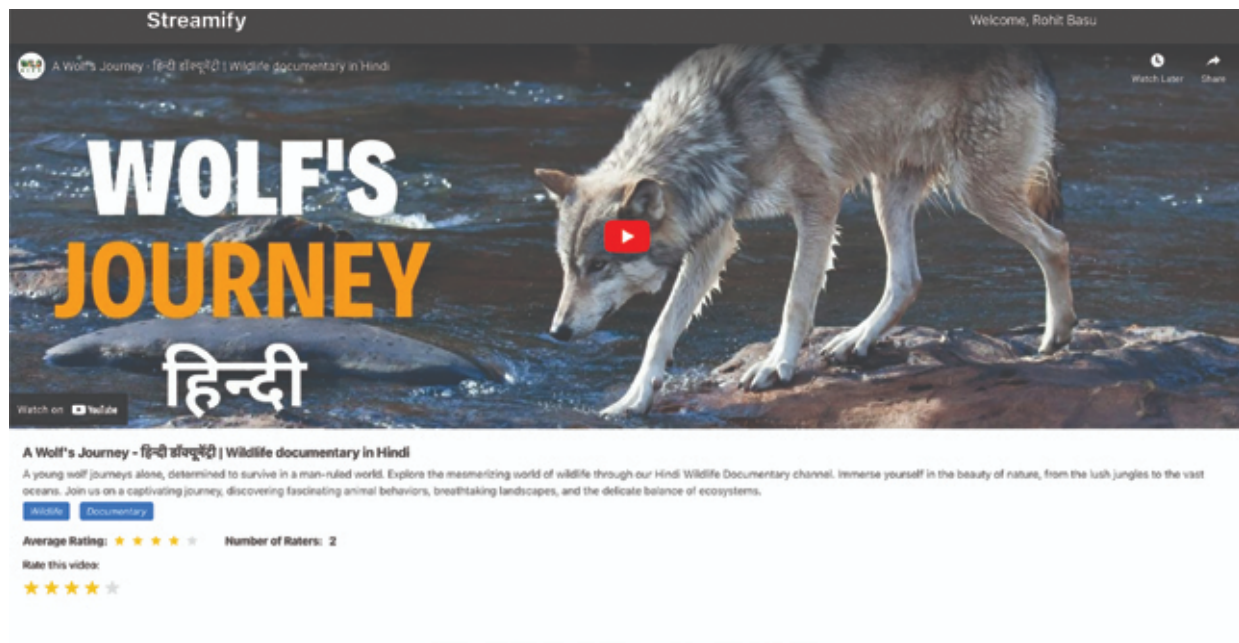 Streamify
Welcome, Rohit Basu
WILD
A Wolf's Journey - हिन्दी डॉक्यूमेंट्री | Wildlife documentary in Hindi
Watch Later
Share
WOLF'S
JOURNEY
हिन्दी
Watch on YouTube
A Wolf's Journey - हिन्दी डॉक्यूमेंट्री | Wildlife documentary in Hindi
A young wolf journeys alone, determined to survive in a man-ruled world. Explore the mesmerizing world of wildlife through our Hindi Wildlife Documentary channel. Immerse yourself in the beauty of nature, from the lush jungles to the vast
oceans. Join us on a captivating journey, discovering fascinating animal behaviors, breathtaking landscapes, and the delicate balance of ecosystems.
Wildlife
Documentary
Average Rating:
Number of Raters: 2
Rate this video: